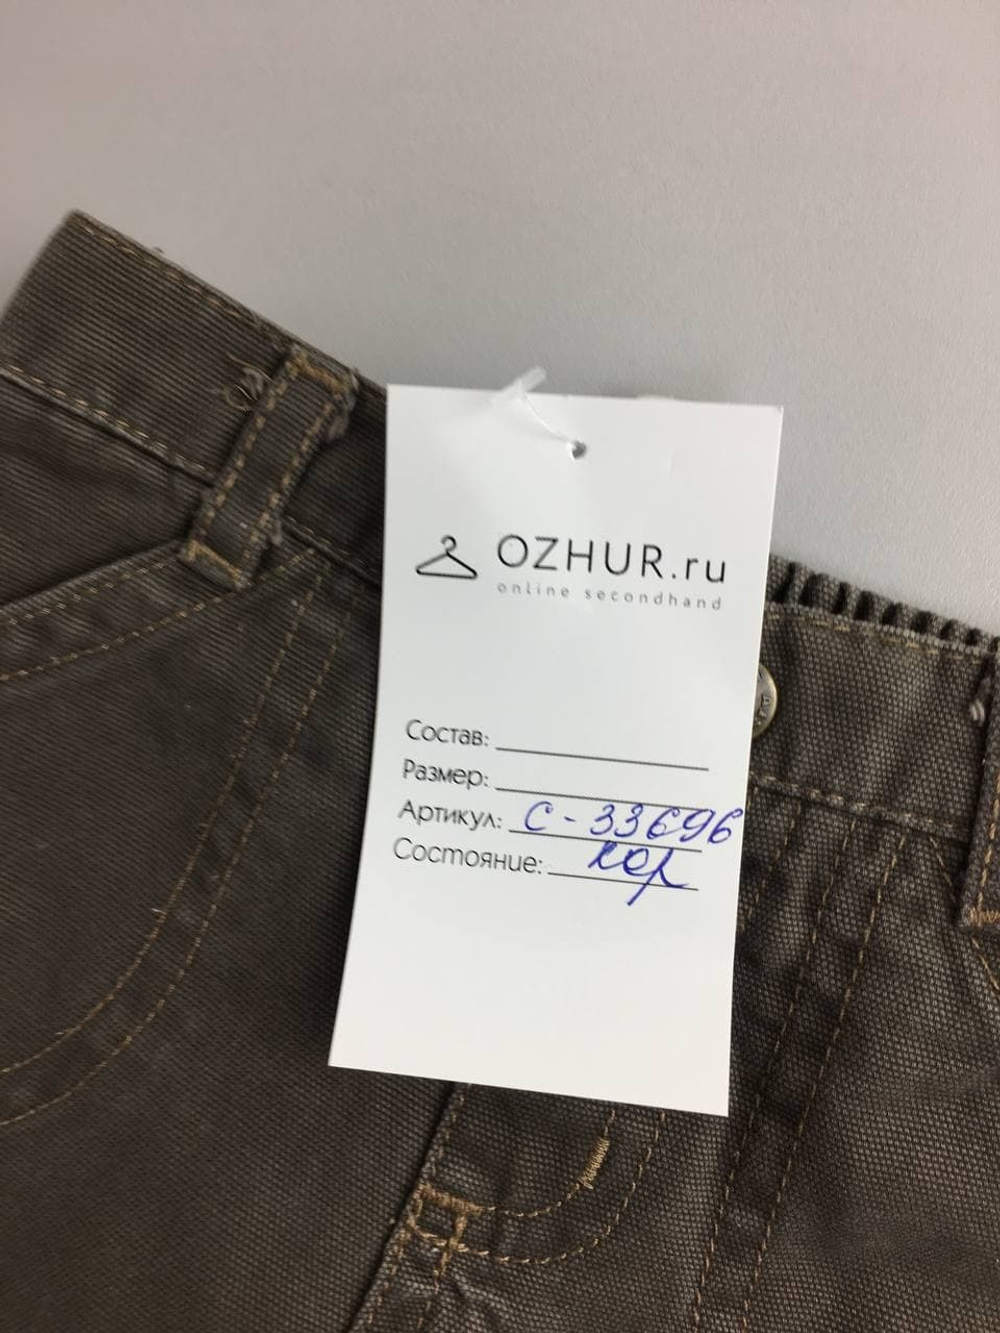 OZHUR.ru
online secondhand
Состав:
Размер:
Артикул: С-33696
Состояние: хор